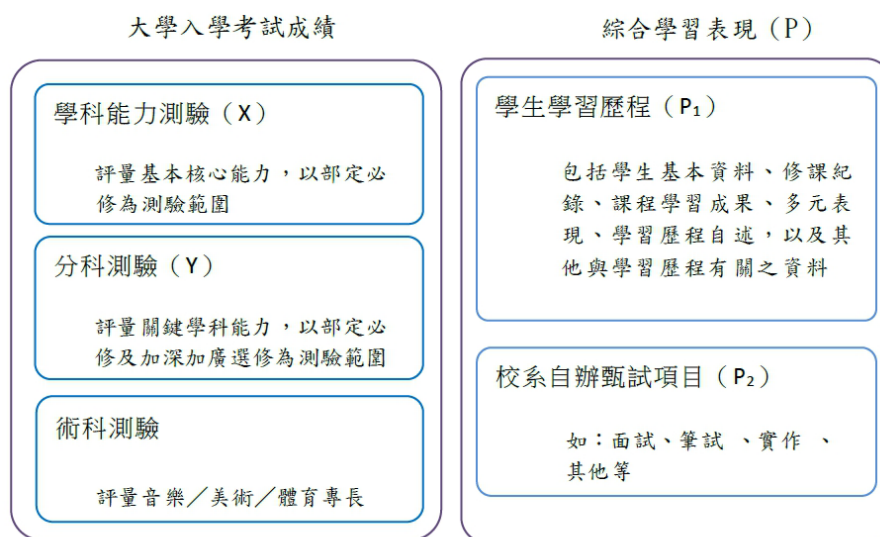 大學入學考試成績
學科能力測驗（X）
評量基本核心能力，以部定必
修為測驗範圍
分科測驗（Y）
評量關鍵學科能力，以部定必
修及加深加廣選修為測驗範圍
術科測驗
評量音樂／美術／體育專長
綜合學習表現（P）
學生學習歷程（P₁）
包括學生基本資料、修課紀
錄、課程學習成果、多元表
現、學習歷程自述，以及其
他與學習歷程有關之資料
校系自辦甄試項目（P₂）
如：面試、筆試 、實作 、
其他等